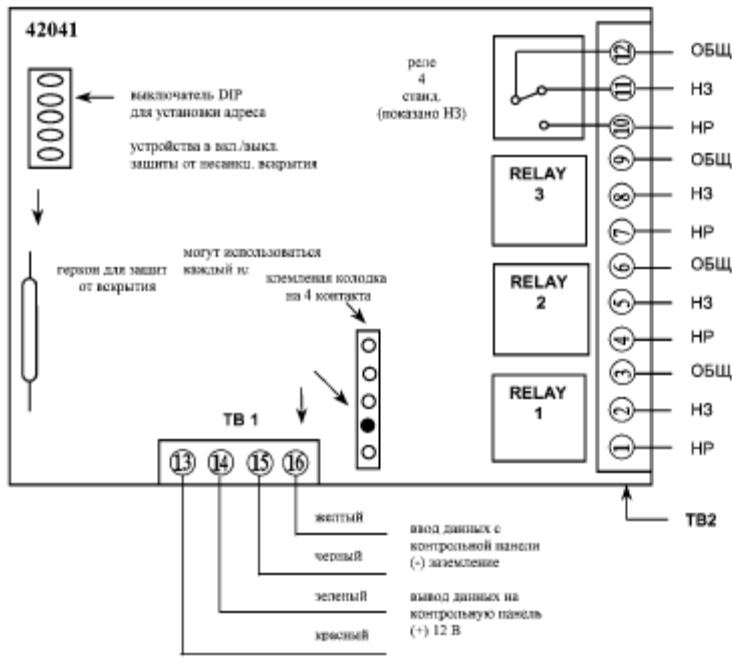 42041
выключатель DIP
для установки адреса
устройства в вкл./выкл.
защиты от несанкц. вскрытия
реле
4
станд.
(показано НЗ)
12 ОБЩ
11 НЗ
10 НР
9 ОБЩ
8 НЗ
7 НР
6 ОБЩ
5 НЗ
4 НР
3 ОБЩ
2 НЗ
1 НР
RELAY
3
RELAY
2
RELAY
1
геркон для защит
от вскрытия
могут использоваться
каждый и
клемленая колодка
на 4 контакта
TB 1
13 14 15 16
TB2
желтый
черный
зеленый
красный
ввод данных с
контрольной панели
(-) заземление
вывод данных на
контрольную панель
(+) 12 В